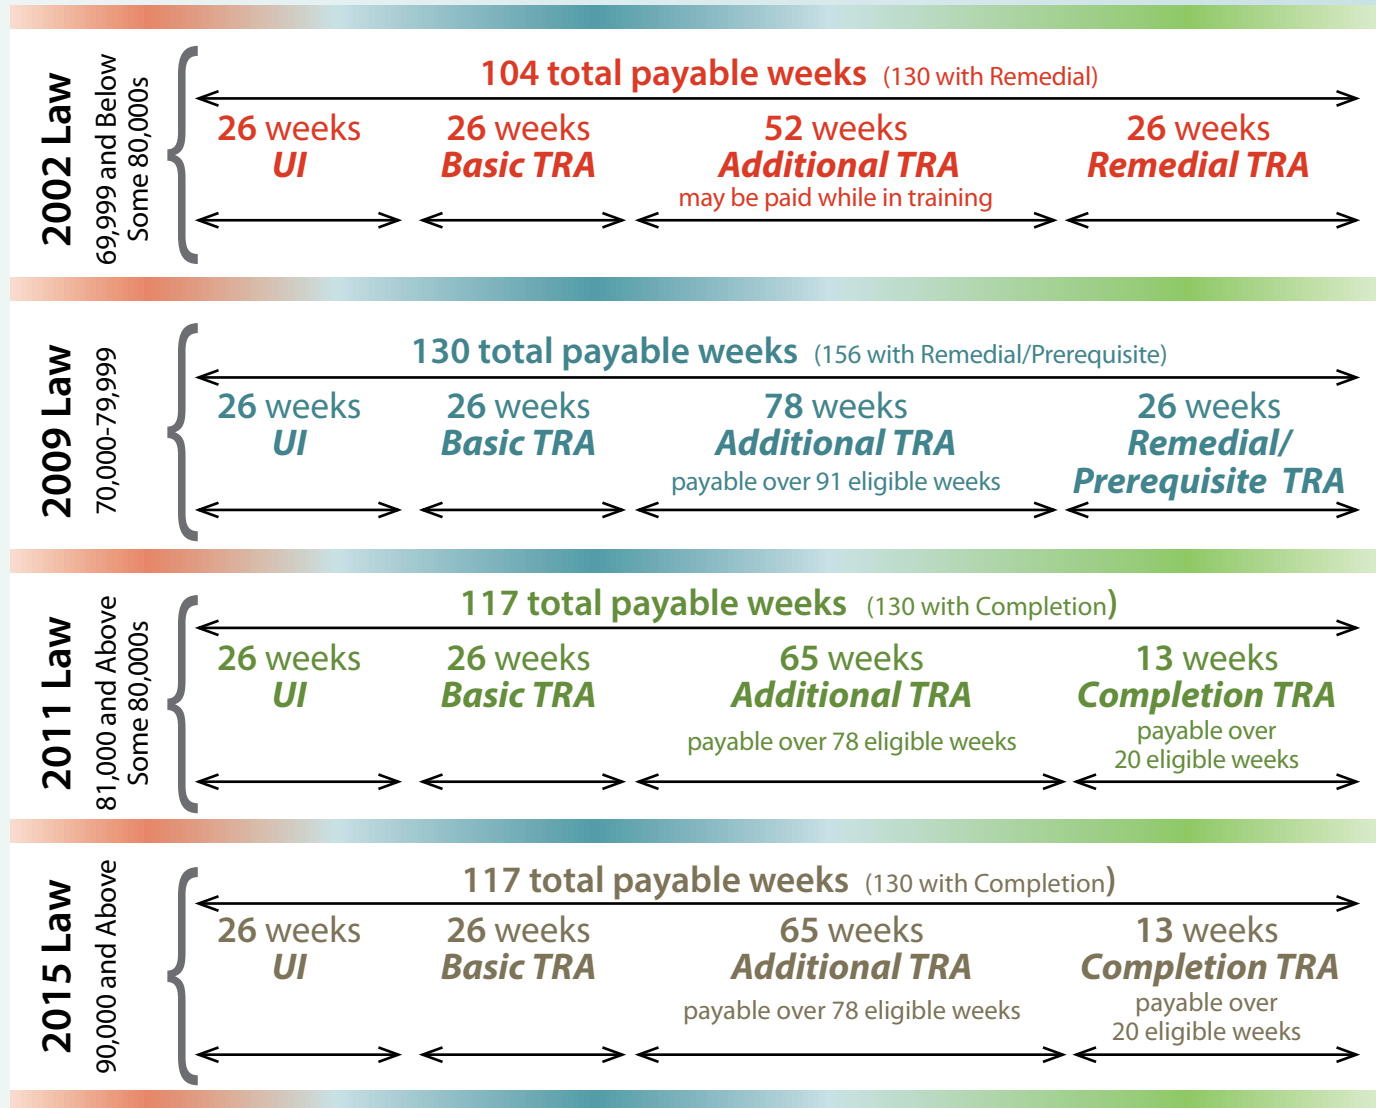 2002 Law
69,999 and Below
Some 80,000s
104 total payable weeks (130 with Remedial)
26 weeks
UI
26 weeks
Basic TRA
52 weeks
Additional TRA
may be paid while in training
26 weeks
Remedial TRA
2009 Law
70,000-79,999
130 total payable weeks (156 with Remedial/Prerequisite)
26 weeks
UI
26 weeks
Basic TRA
78 weeks
Additional TRA
payable over 91 eligible weeks
26 weeks
Remedial/
Prerequisite TRA
2011 Law
81,000 and Above
Some 80,000s
117 total payable weeks (130 with Completion)
26 weeks
UI
26 weeks
Basic TRA
65 weeks
Additional TRA
payable over 78 eligible weeks
13 weeks
Completion TRA
payable over
20 eligible weeks
2015 Law
90,000 and Above
117 total payable weeks (130 with Completion)
26 weeks
UI
26 weeks
Basic TRA
65 weeks
Additional TRA
payable over 78 eligible weeks
13 weeks
Completion TRA
payable over
20 eligible weeks